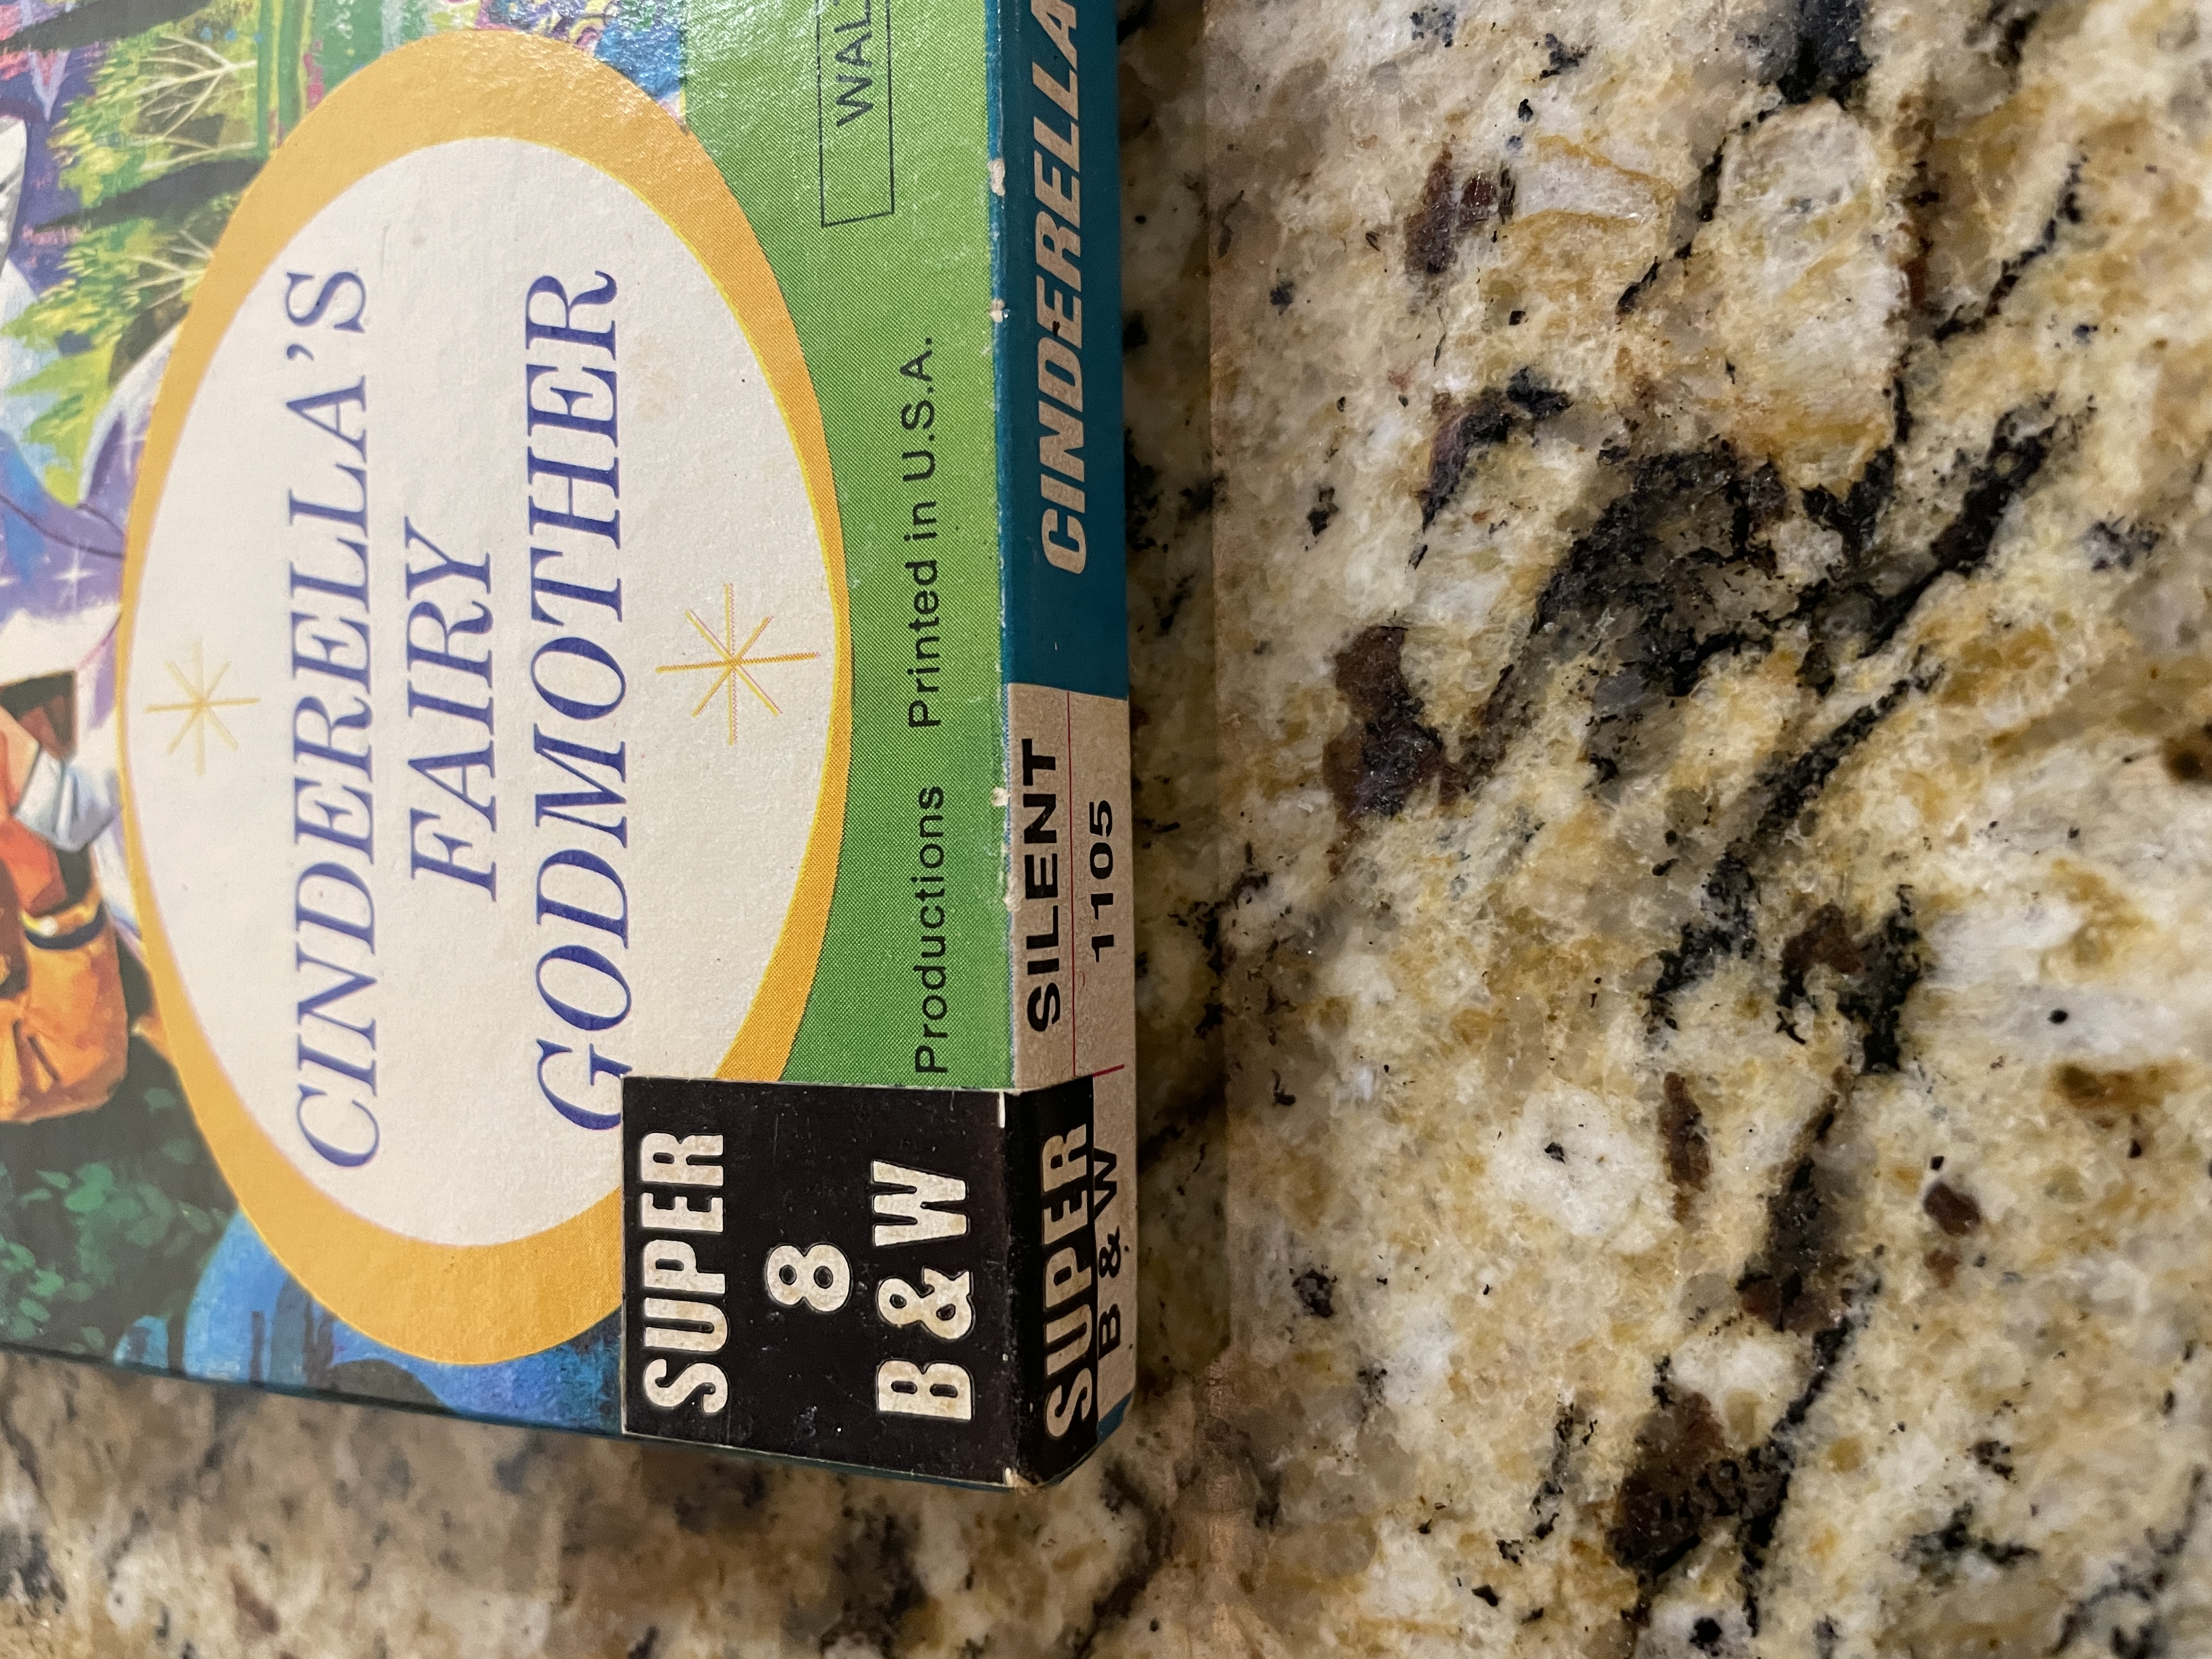 CINDERELLA'S
FAIRY
GODMOTHER
SUPER
8
B&W
Productions Printed in U.S.A.
CINDERELLA
SILENT
1105
SUPER
B & W